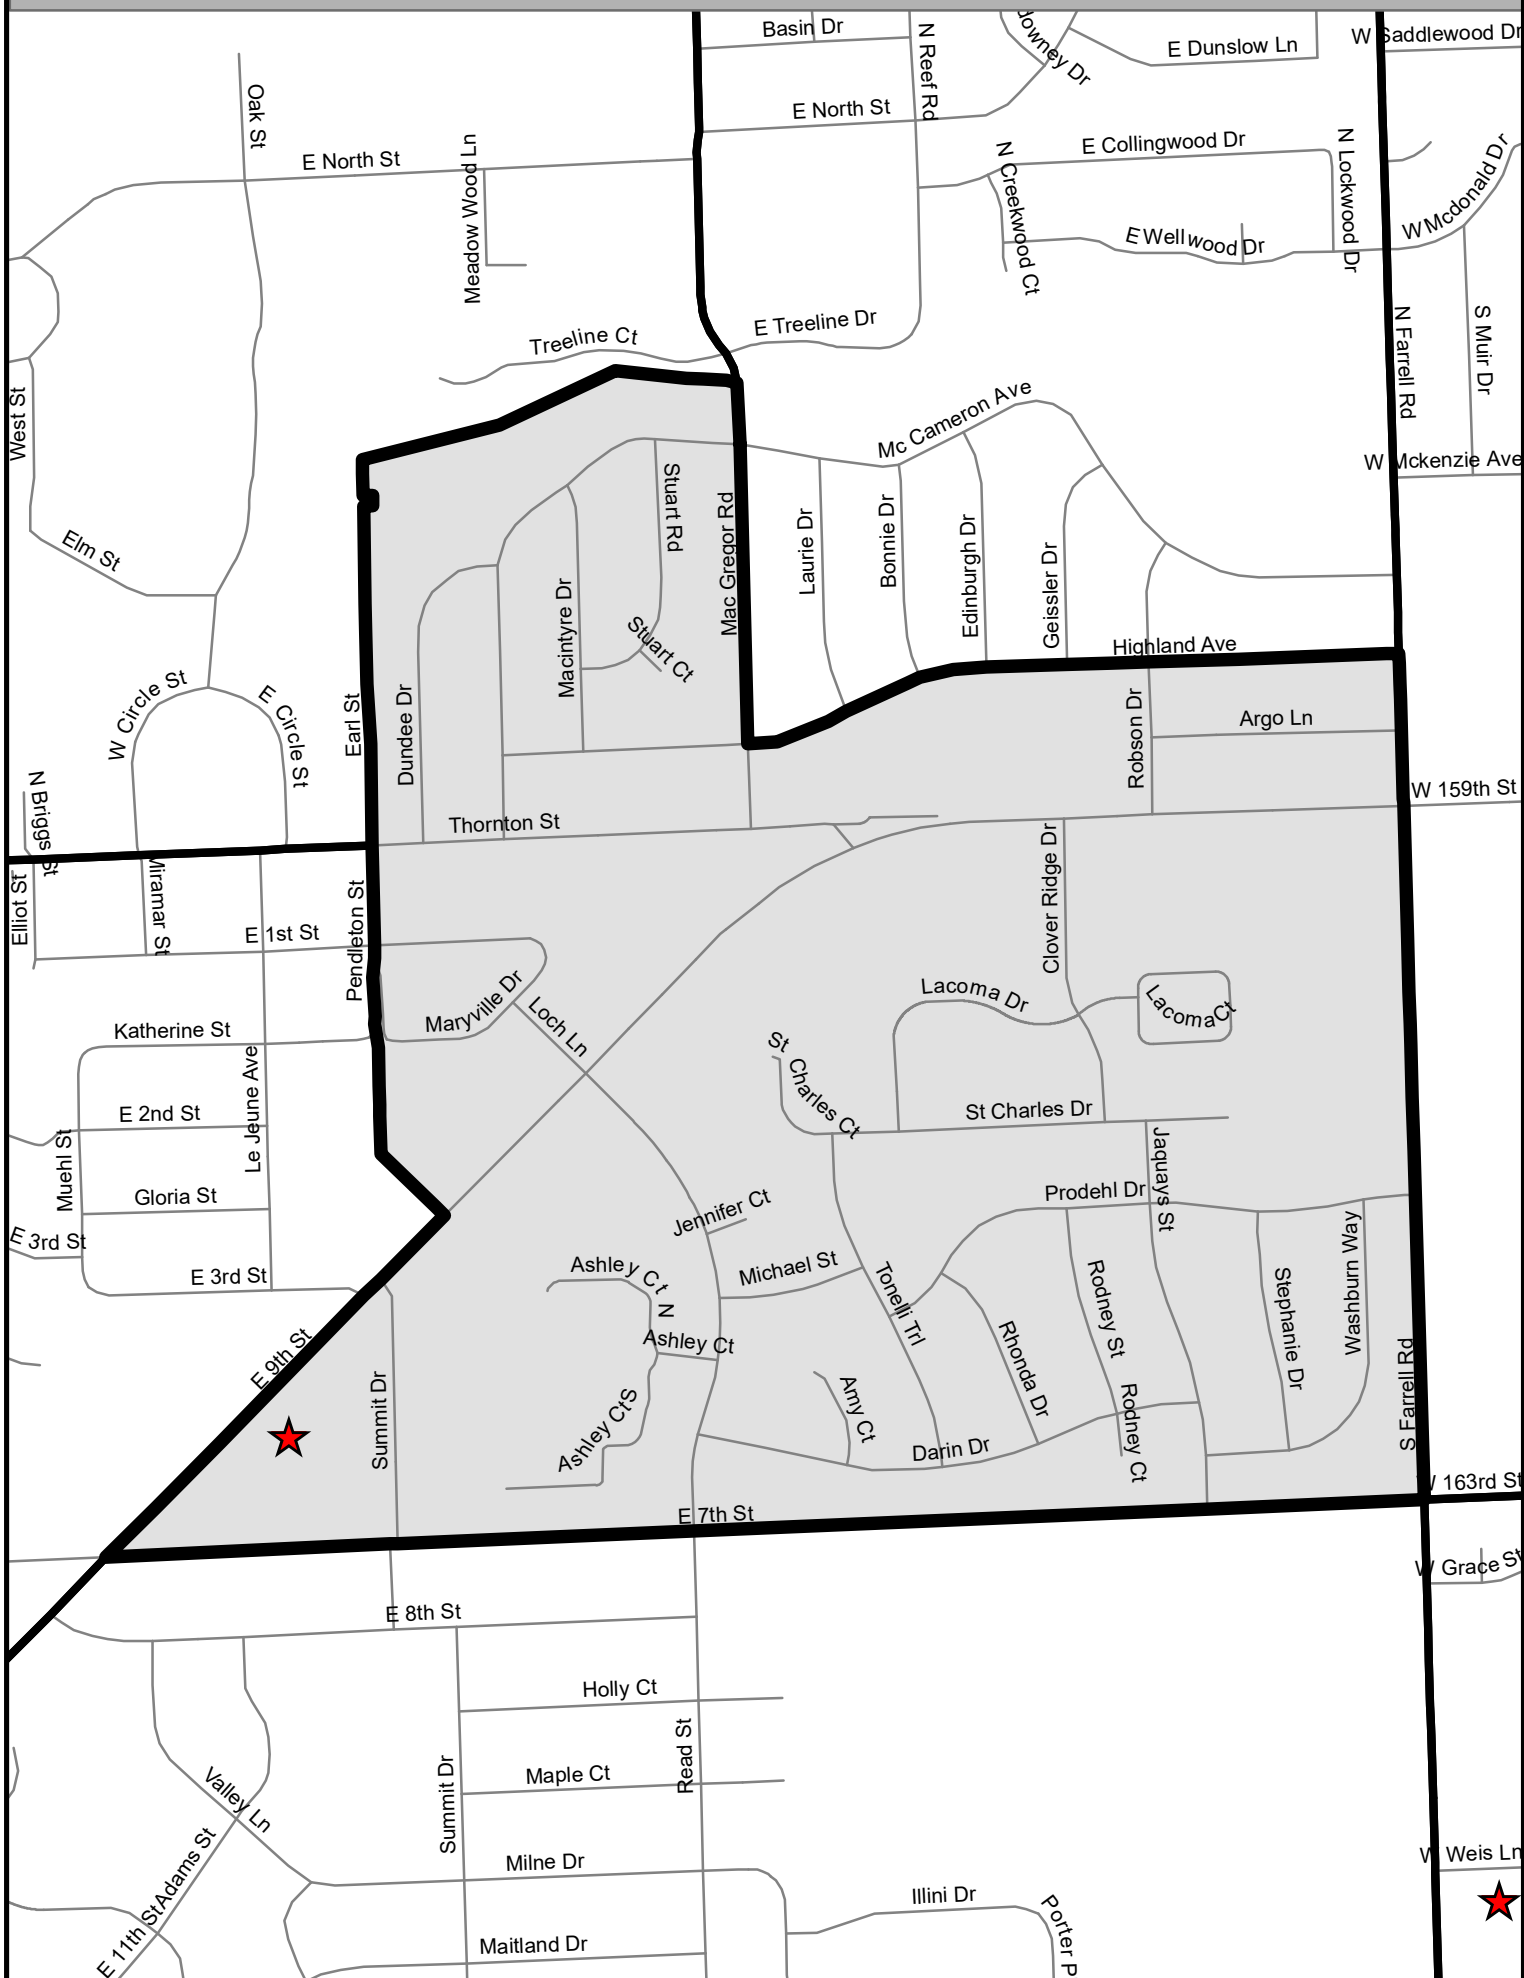 Basin Dr
N Reef Rd
downey Dr
E Dunslow Ln
W Saddlewood Dr
Oak St
E North St
E North St
Meadow Wood Ln
N Creekwood Ct
E Collingwood Dr
N Lockwood Dr
W Mcdonald Dr
E Wellwood Dr
Treeline Ct
E Treeline Dr
N Farrell Rd
S Muir Dr
West St
Mc Cameron Ave
W Mckenzie Ave
Elm St
Stuart Rd
Mac Gregor Rd
Laurie Dr
Bonnie Dr
Edinburgh Dr
Geissler Dr
Macintyre Dr
Stuart Ct
Highland Ave
W Circle St
E Circle St
Earl St
Dundee Dr
Robson Dr
Argo Ln
N Briggs St
Thornton St
W 159th St
Elliot St
Miramar St
E 1st St
Pendleton St
Clover Ridge Dr
Maryville Dr
Loch Ln
Lacoma Dr
Lacoma Ct
Katherine St
Le Jeune Ave
St Charles Ct
E 2nd St
St Charles Dr
Muehl St
Jaquays St
Gloria St
Jennifer Ct
Prodehl Dr
E 3rd St
E 3rd St
Ashley Ct N
Michael St
Tonelli Trl
Rodney St
Stephanie Dr
Washburn Way
E 9th St
Ashley Ct
Rhonda Dr
S Farrell Rd
Summit Dr
Ashley Ct S
Amy Ct
Rodney Ct
Darin Dr
W 163rd St
E 7th St
W Grace St
E 8th St
Holly Ct
Read St
Maple Ct
Summit Dr
Valley Ln
Adams St
W Weis Ln
Milne Dr
Illini Dr
Porter P
E 11th St
Maitland Dr